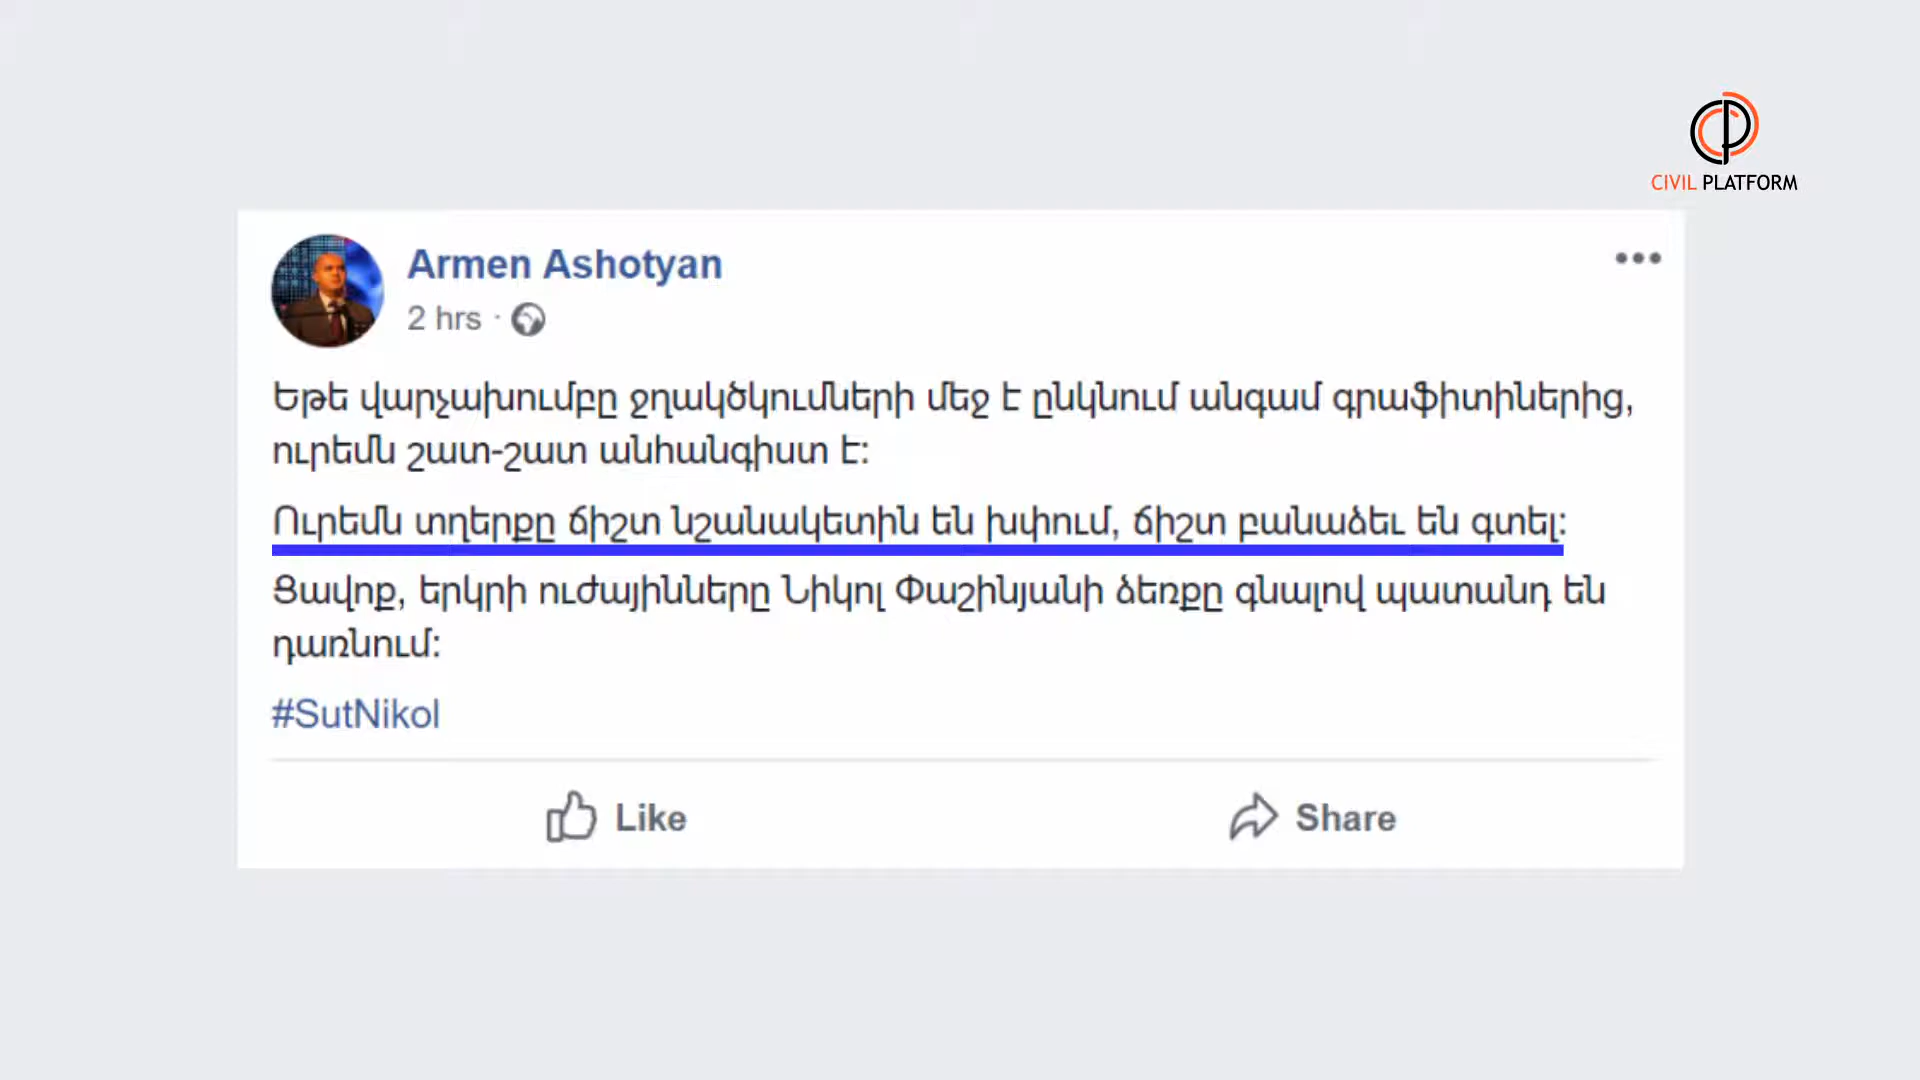 CIVIL PLATFORM
Armen Ashotyan
2 hrs ·
Եթե վարչախումբը ջղակծկումների մեջ է ընկնում անգամ գրաֆիտիներից,
ուրեմն շատ-շատ անհանգիստ է:
Ուրեմն տղերքը ճիշտ նշանակետին են խփում, ճիշտ բանաձեւ են գտել:
Ցավոք, երկրի ուժայինները Նիկոլ Փաշինյանի ձեռքը գնալով պատանդ են
դառնում:
#SutNikol
Like
Share